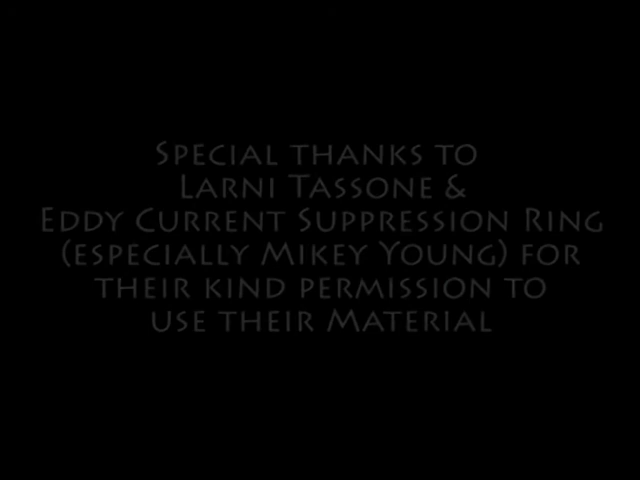 Special thanks to
Larni Tassone &
Eddy Current Suppression Ring
(especially Mikey Young) for
their kind permission to
use their Material